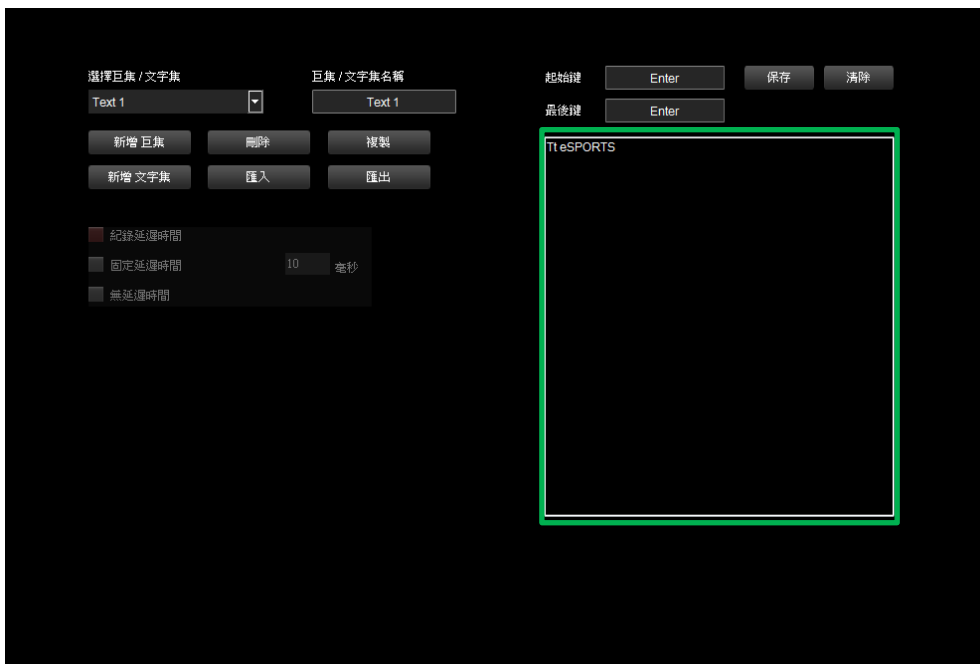 選擇巨集 / 文字集
巨集 / 文字集名稱
Text 1
Text 1
新增 巨集
刪除
複製
新增 文字集
匯入
匯出
紀錄延遲時間
固定延遲時間
10
毫秒
無延遲時間
起始鍵
Enter
保存
清除
最後鍵
Enter
Tt eSPORTS